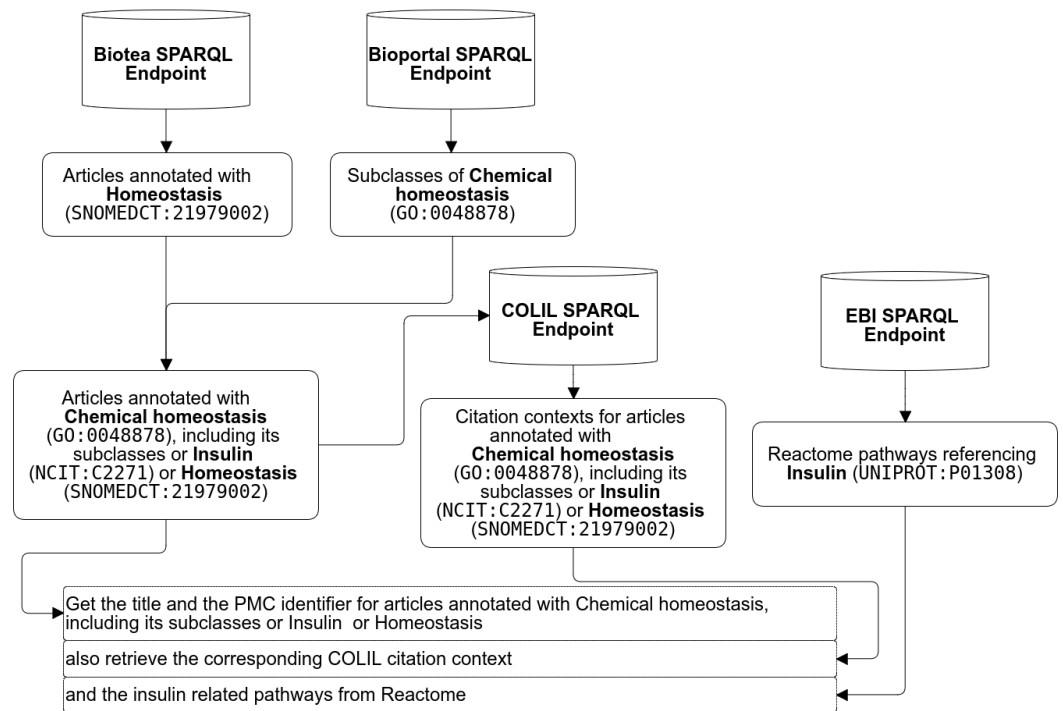 Biotea SPARQL
Endpoint
Bioportal SPARQL
Endpoint
Articles annotated with
Homeostasis
(SNOMEDCT:21979002)
Subclasses of Chemical
homeostasis
(GO:0048878)
COLIL SPARQL
Endpoint
EBI SPARQL
Endpoint
Articles annotated with
Chemical homeostasis
(GO:0048878), including its
subclasses or Insulin
(NCIT:C2271) or Homeostasis
(SNOMEDCT:21979002)
Citation contexts for articles
annotated with
Chemical homeostasis
(GO:0048878), including its
subclasses or Insulin
(NCIT:C2271) or Homeostasis
(SNOMEDCT:21979002)
Reactome pathways referencing
Insulin (UNIPROT:P01308)
Get the title and the PMC identifier for articles annotated with Chemical homeostasis,
including its subclasses or Insulin or Homeostasis
also retrieve the corresponding COLIL citation context
and the insulin related pathways from Reactome